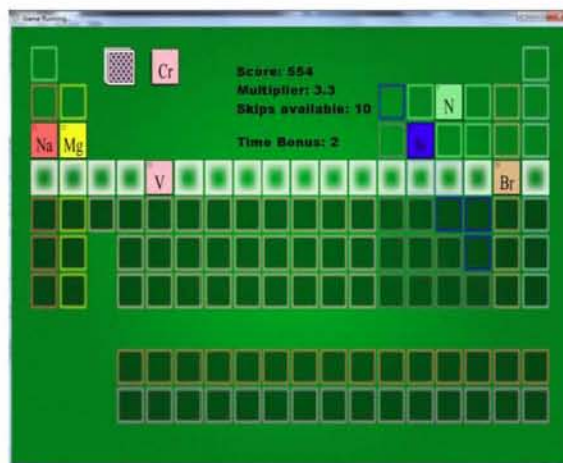 Game Running...
Cr
Score: 554
Multiplier: 3.3
Skips available: 10
N
Time Bonus: 2
Na Mg
V Br